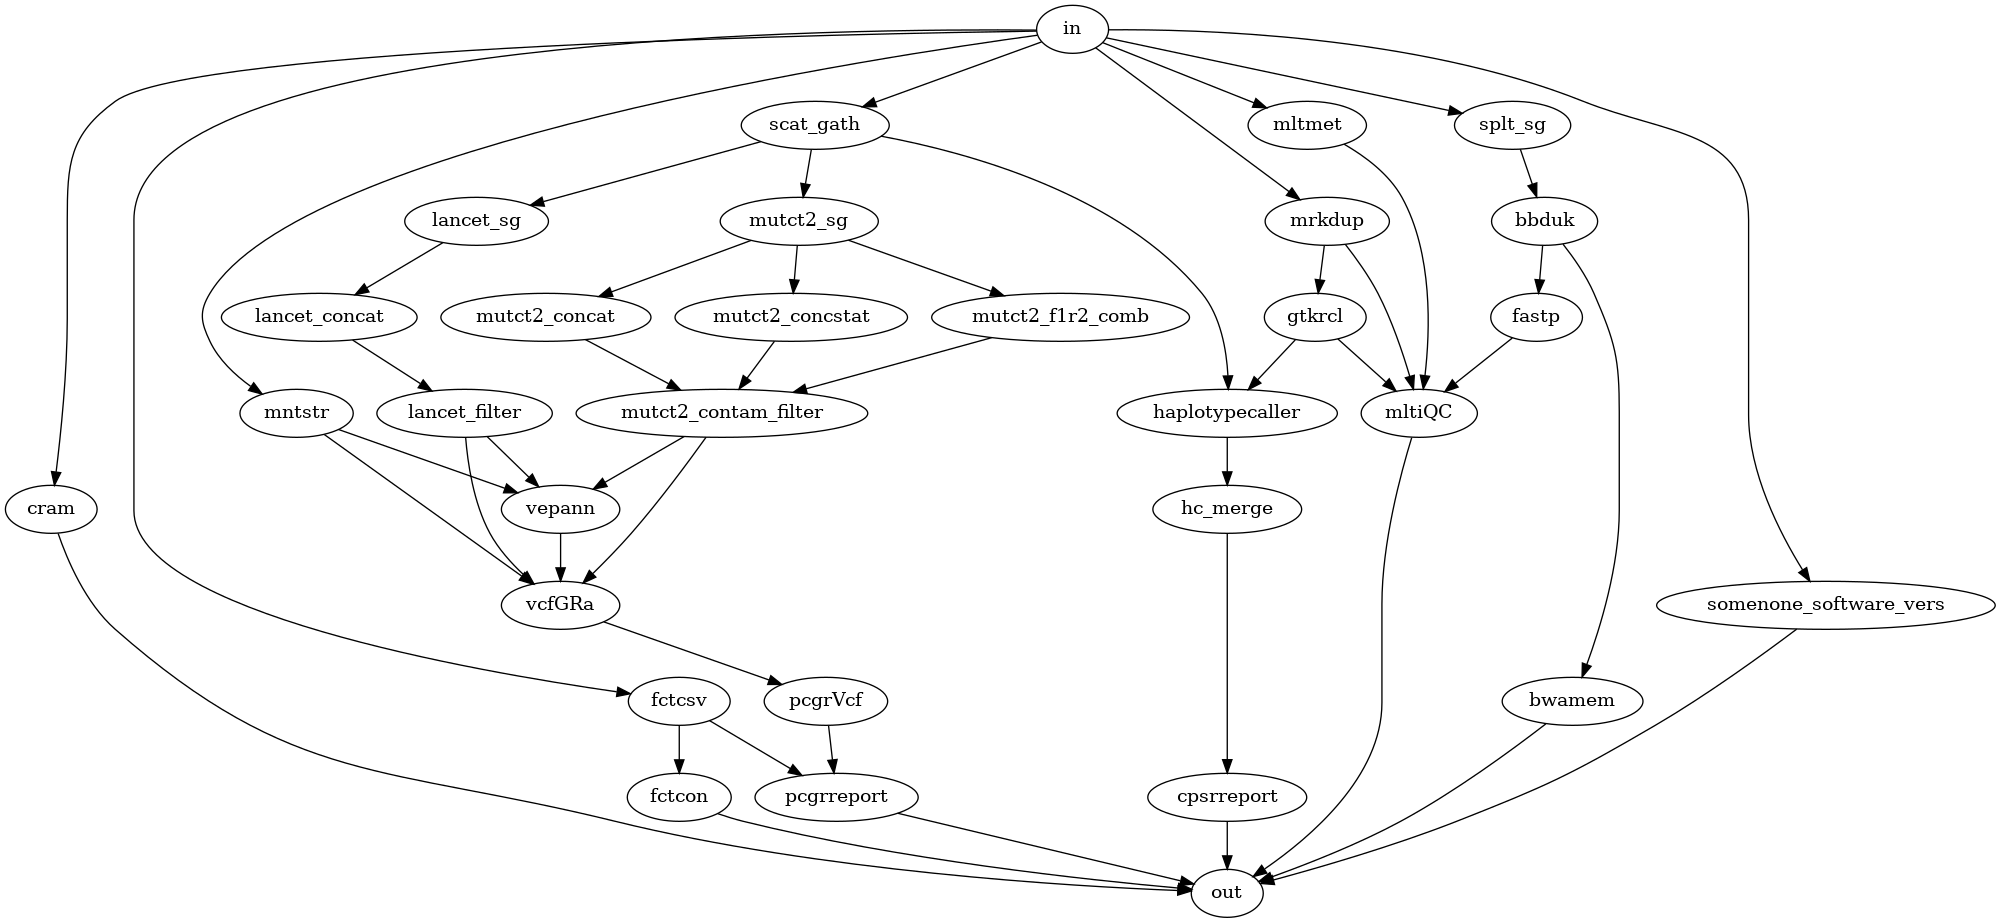 in
scat_gath
mltmet
splt_sg
lancet_sg
mutct2_sg
mrkdup
bbduk
lancet_concat
mutct2_concat
mutct2_concstat
mutct2_f1r2_comb
gtkrcl
fastp
mntstr
lancet_filter
mutct2_contam_filter
haplotypecaller
mltiQC
cram
vepann
hc_merge
vcfGRa
somenone_software_vers
fctcsv
pcgrVcf
bwamem
fctcon
pcgrreport
cpsrreport
out